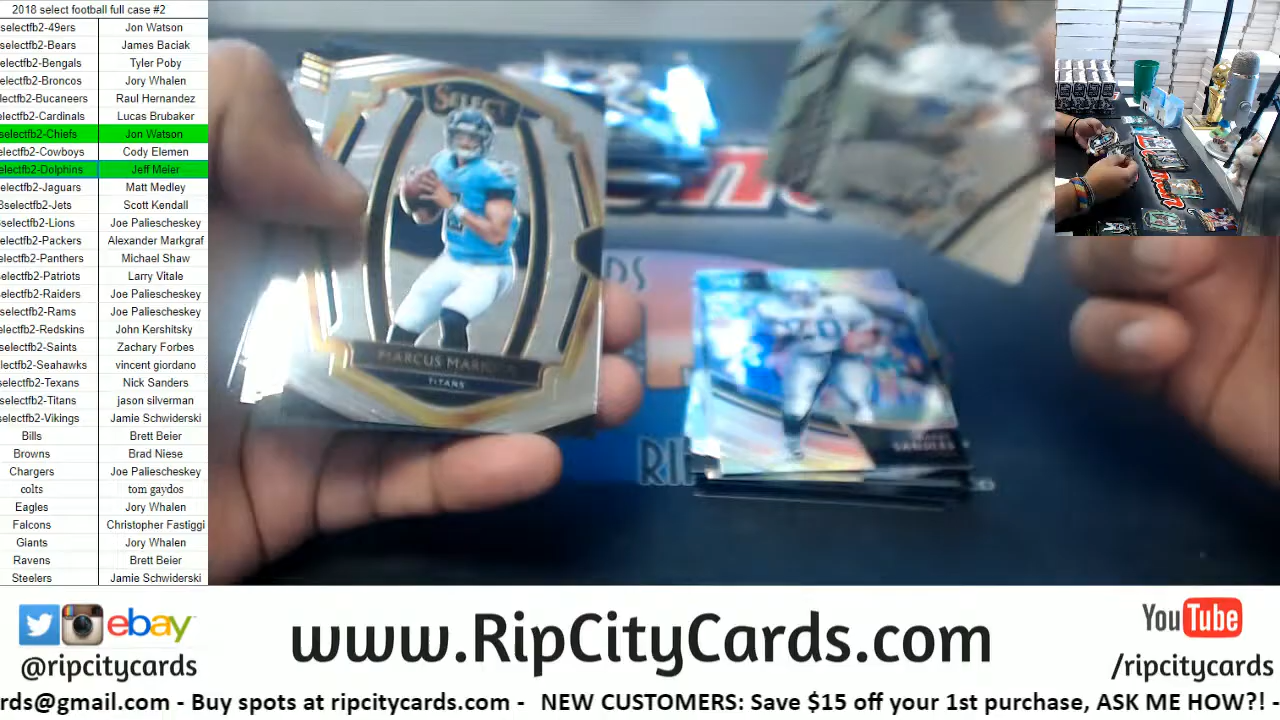 2018 select football full case #2
selectfb2-49ers Jon Watson
selectfb2-Bears James Baciak
selectfb2-Bengals Tyler Poby
selectfb2-Broncos Jory Whalen
ectfb2-Bucaneers Raul Hernandez
electfb2-Cardinals Lucas Brubaker
selectfb2-Chiefs Jon Watson
electfb2-Cowboys Cody Elemen
electfb2-Dolphins Jeff Meier
selectfb2-Jaguars Matt Medley
8selectfb2-Jets Scott Kendall
selectfb2-Lions Joe Paliescheskey
electfb2-Packers Alexander Markgraf
electfb2-Panthers Michael Shaw
selectfb2-Patriots Larry Vitale
selectfb2-Raiders Joe Paliescheskey
selectfb2-Rams Joe Paliescheskey
electfb2-Redskins John Kershitsky
selectfb2-Saints Zachary Forbes
electfb2-Seahawks vincent giordano
selectfb2-Texans Nick Sanders
selectfb2-Titans jason silverman
selectfb2-Vikings Jamie Schwiderski
Bills Brett Beier
Browns Brad Niese
Chargers Joe Paliescheskey
colts tom gaydos
Eagles Jory Whalen
Falcons Christopher Fastiggi
Giants Jory Whalen
Ravens Brett Beier
Steelers Jamie Schwiderski
SELECT
MARCUS
TITANS
SANDERS
RI
ebay
@ripcitycards
www.RipCityCards.com
YouTube
/ripcitycards
rds@gmail.com - Buy spots at ripcitycards.com - NEW CUSTOMERS: Save $15 off your 1st purchase, ASK ME HOW?! -